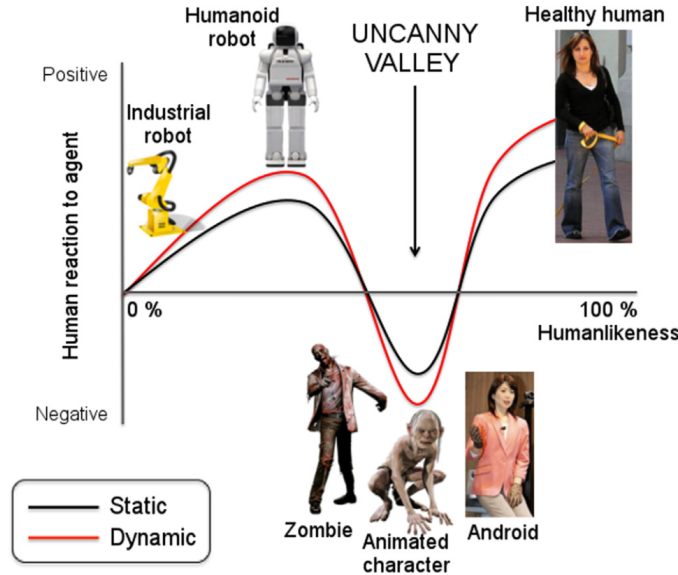 Humanoid
robot
UNCANNY
VALLEY
Healthy human
Positive
Industrial
robot
Human reaction to agent
0 %
100 %
Humanlikeness
Negative
Static
Dynamic
Zombie
Animated
character
Android